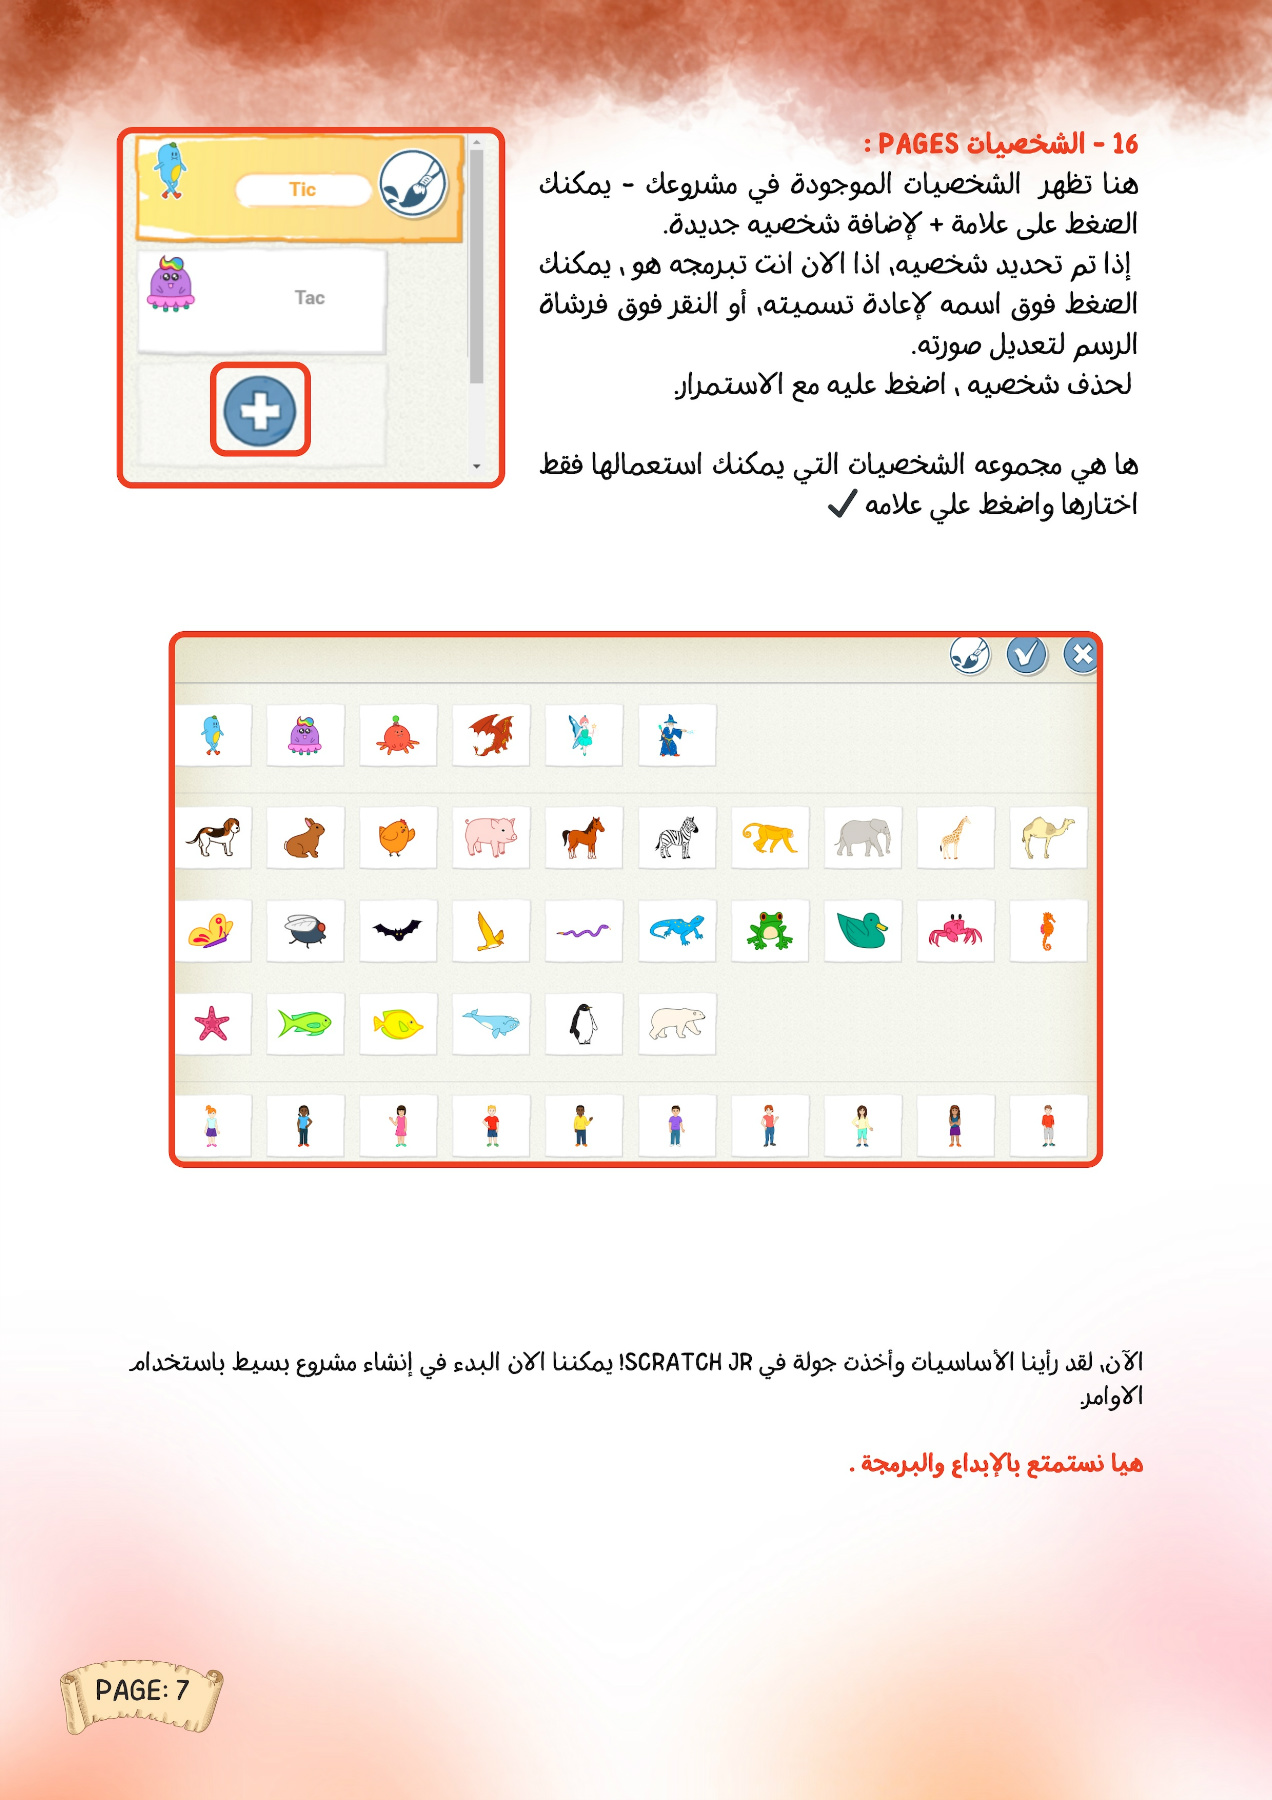 16 - الشخصيات PAGES :
هنا تظهر الشخصيات الموجودة في مشروعك - يمكنك
الضغط على علامة + لإضافة شخصيه جديدة.
إذا تم تحديد شخصيه, اذا الان انت تبرمجه هو , يمكنك
الضغط فوق اسمه لإعادة تسميته, أو النقر فوق فرشاة
الرسم لتعديل صورته.
لحذف شخصيه , اضغط عليه مع الاستمرار.
ها هي مجموعه الشخصيات التي يمكنك استعمالها فقط
اختارها واضغط علي علامه ✓
Tic
Tac
الآن, لقد رأينا الأساسيات وأخذت جولة في SCRATCH JR! يمكننا الان البدء في إنشاء مشروع بسيط باستخدام
الاوامر.
هيا نستمتع بالإبداع والبرمجة .
PAGE: 7